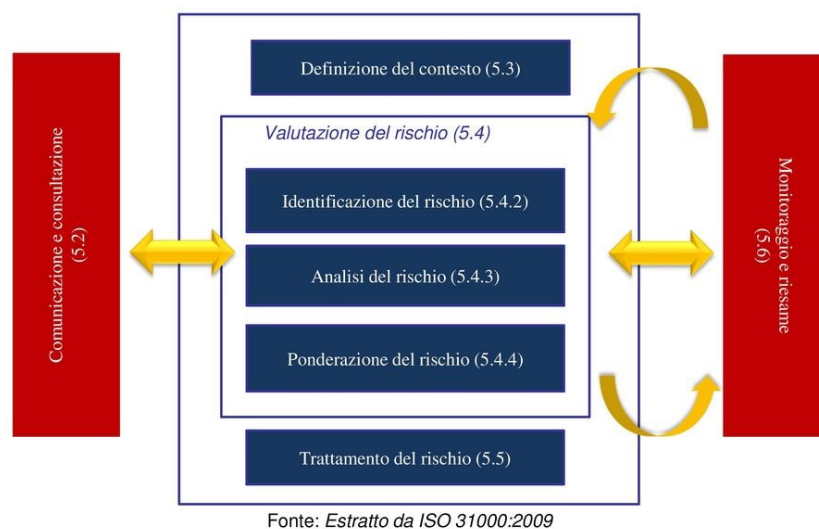 Comunicazione e consultazione
(5.2)
Definizione del contesto (5.3)
Valutazione del rischio (5.4)
Identificazione del rischio (5.4.2)
Analisi del rischio (5.4.3)
Ponderazione del rischio (5.4.4)
Trattamento del rischio (5.5)
Monitoraggio e riesame
(5.6)
Fonte: Estratto da ISO 31000:2009